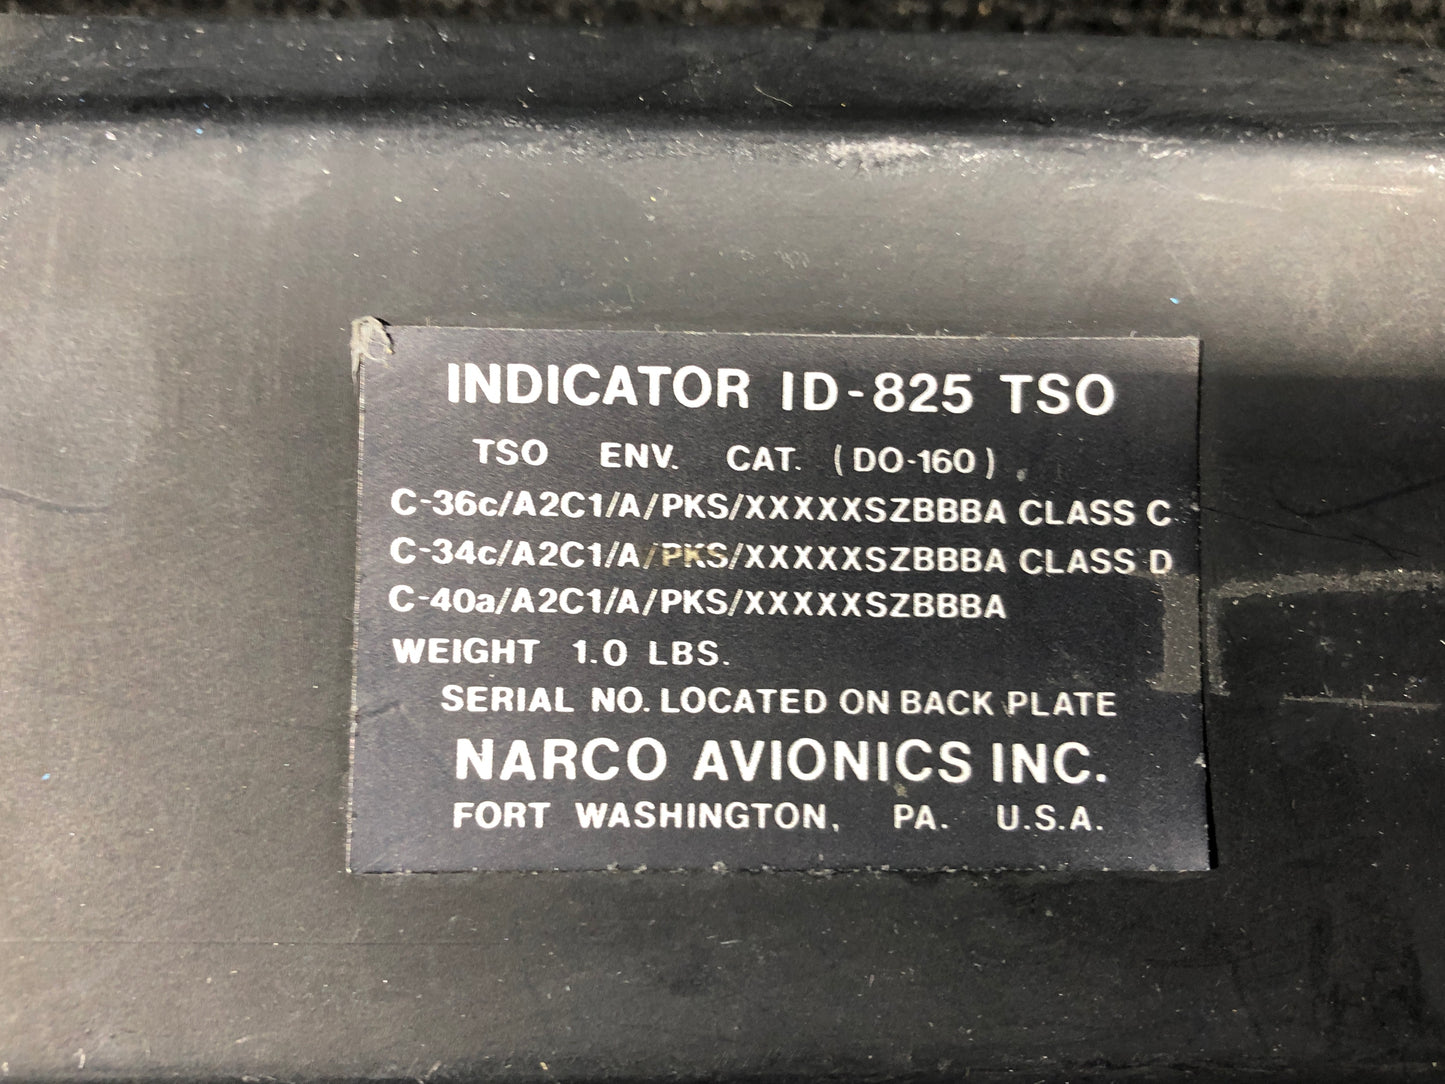 INDICATOR ID-825 TSO
TSO ENV. CAT. (DO-160)
C-36c/A2C1/A/PKS/XXXXXSZBBBA CLASS C
C-34c/A2C1/A/PKS/XXXXXSZBBBA CLASS D
C-40a/A2C1/A/PKS/XXXXXSZBBBA
WEIGHT 1.0 LBS.
SERIAL NO. LOCATED ON BACK PLATE
NARCO AVIONICS INC.
FORT WASHINGTON, PA. U.S.A.